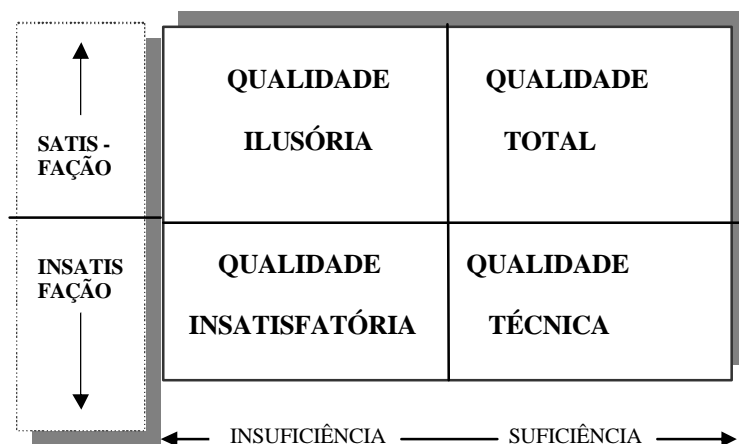 QUALIDADE
ILUSÓRIA
QUALIDADE
TOTAL
SATIS -
FAÇÃO
INSATIS
FAÇÃO
QUALIDADE
INSATISFATÓRIA
QUALIDADE
TÉCNICA
INSUFICIÊNCIA
SUFICIÊNCIA